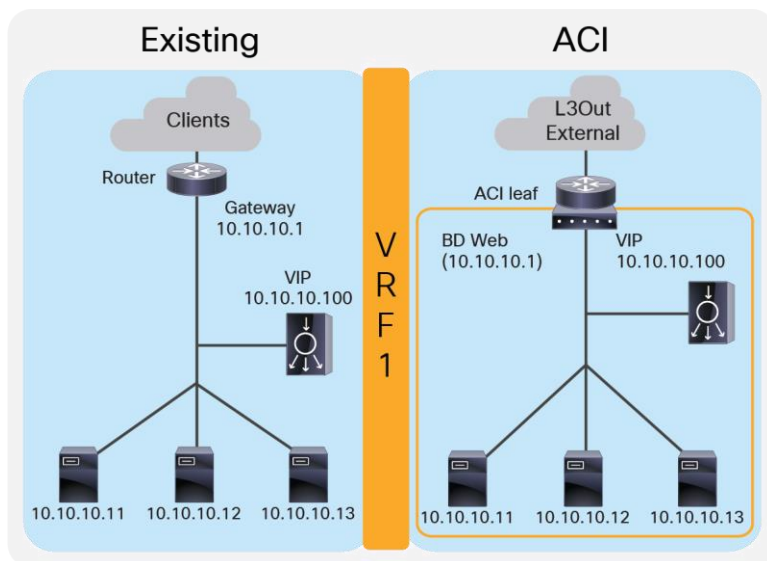 Existing
Clients
Router
Gateway
10.10.10.1
VIP
10.10.10.100
10.10.10.11
10.10.10.12
10.10.10.13
V
R
F
1
ACI
L3Out
External
ACI leaf
BD Web
(10.10.10.1)
VIP
10.10.10.100
10.10.10.11
10.10.10.12
10.10.10.13